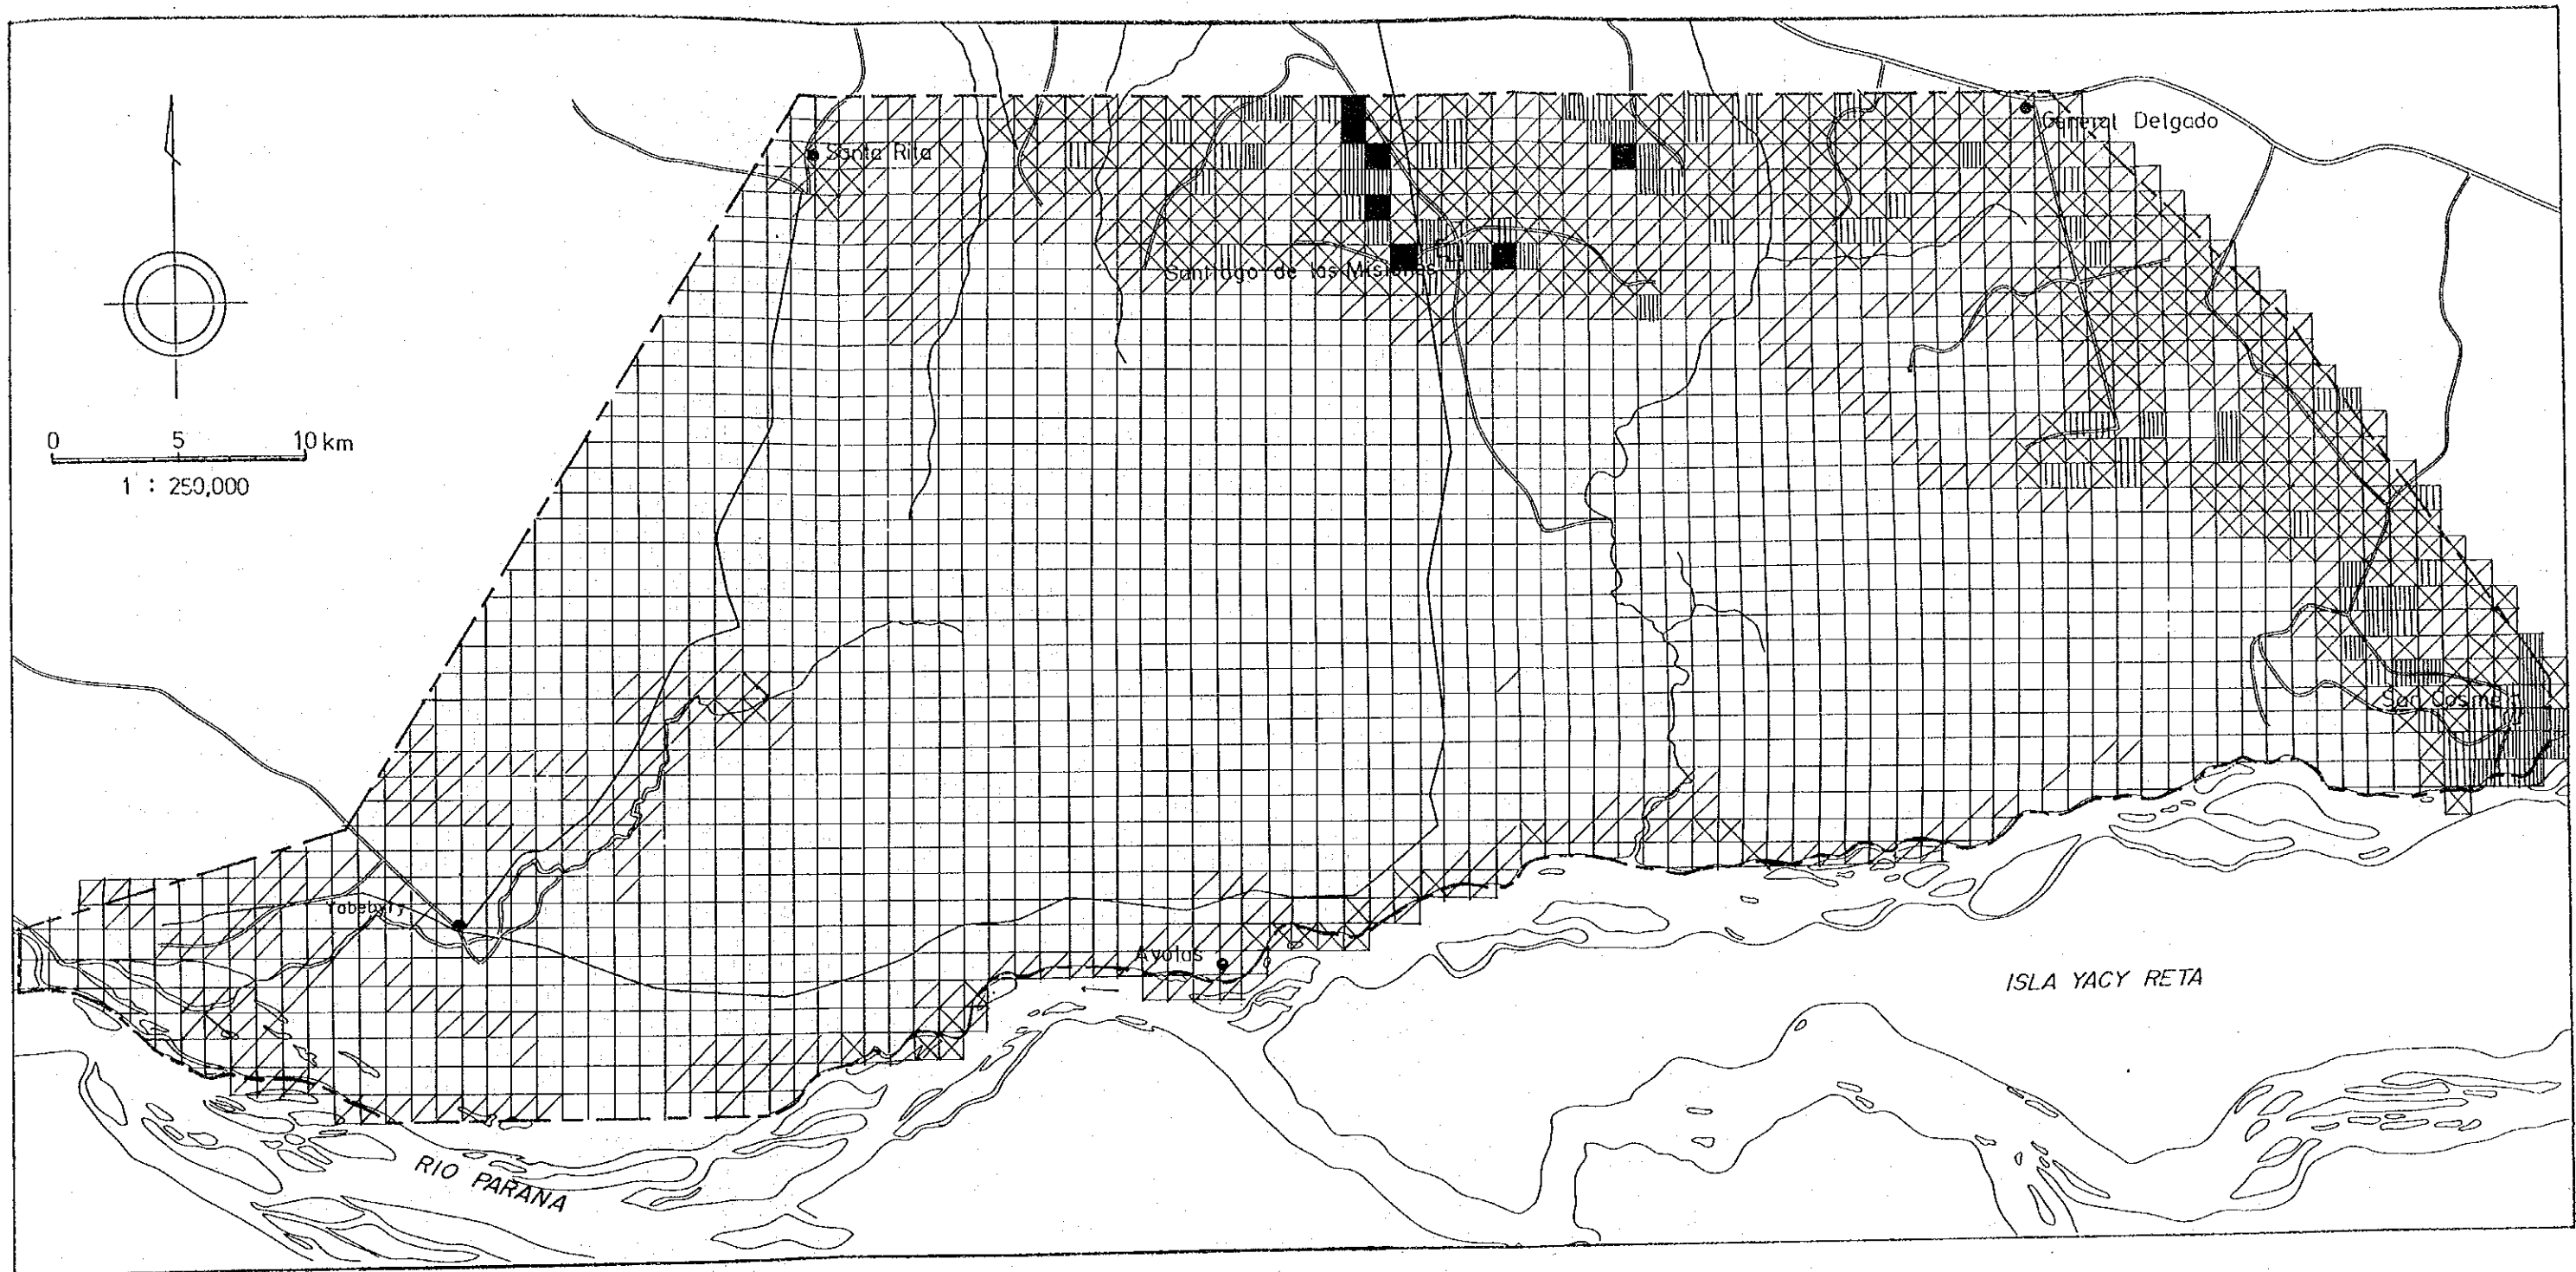 General Delgado
Santa Rita
Santiago de las Misiones
0 5 10 km
1 : 250,000
San Cosme
Yabebyry
Ayolas
ISLA YACY RETA
RIO PARANA